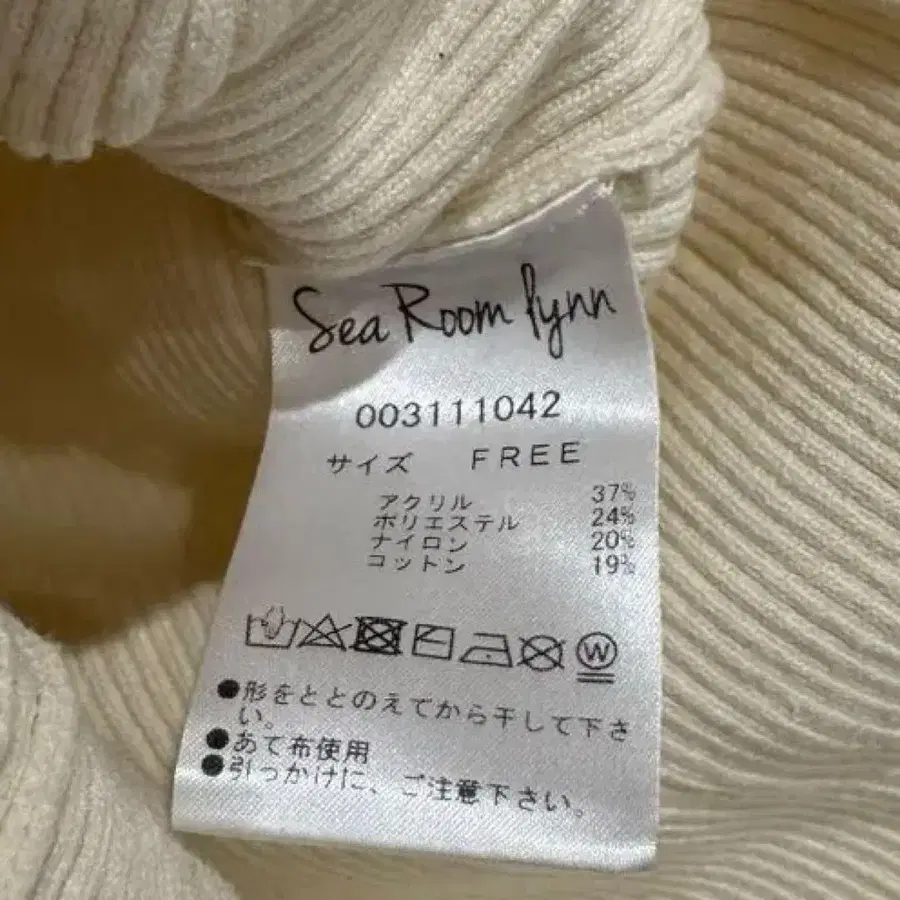 Sea Room lynn
003111042
サイズ FREE
アクリル 37%
ポリエステル 24%
ナイロン 20%
コットン 19%
W
●形をととのえてから干して下さ
い。
●あて布使用
●引っかけに、ご注意下さい。